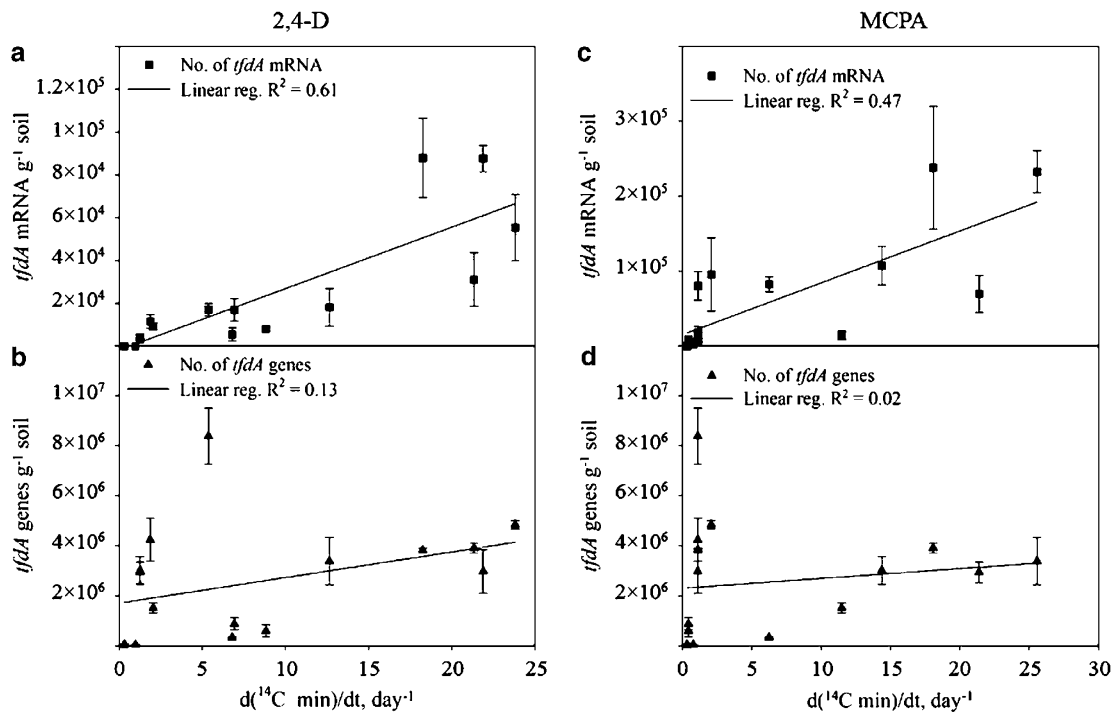 2,4-D
MCPA
a
No. of tfdA mRNA
Linear reg. R² = 0.61
1.2×10⁵
1×10⁵
8×10⁴
6×10⁴
4×10⁴
2×10⁴
tfdA mRNA g⁻¹ soil
c
No. of tfdA mRNA
Linear reg. R² = 0.47
3×10⁵
2×10⁵
1×10⁵
tfdA mRNA g⁻¹ soil
b
No. of tfdA genes
Linear reg. R² = 0.13
1×10⁷
8×10⁶
6×10⁶
4×10⁶
2×10⁶
tfdA genes g⁻¹ soil
0 5 10 15 20 25
d(¹⁴C min)/dt, day⁻¹
d
No. of tfdA genes
Linear reg. R² = 0.02
1×10⁷
8×10⁶
6×10⁶
4×10⁶
2×10⁶
tfdA genes g⁻¹ soil
0 5 10 15 20 25 30
d(¹⁴C min)/dt, day⁻¹